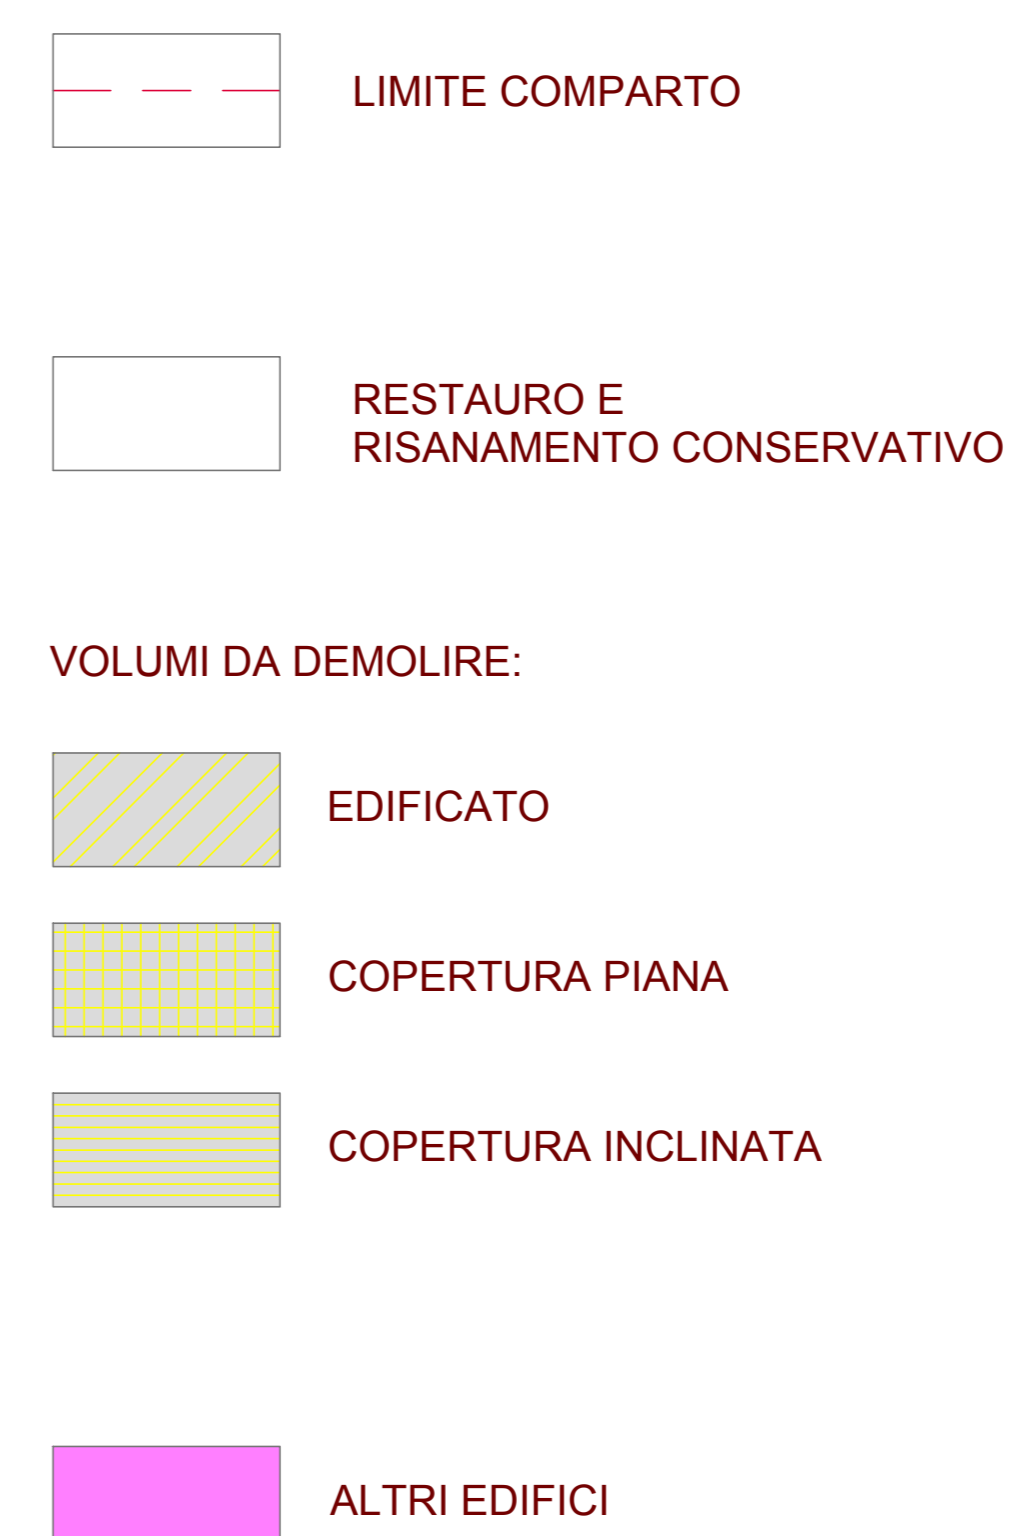 LIMITE COMPARTO
RESTAURO E
RISANAMENTO CONSERVATIVO
VOLUMI DA DEMOLIRE:
EDIFICATO
COPERTURA PIANA
COPERTURA INCLINATA
ALTRI EDIFICI